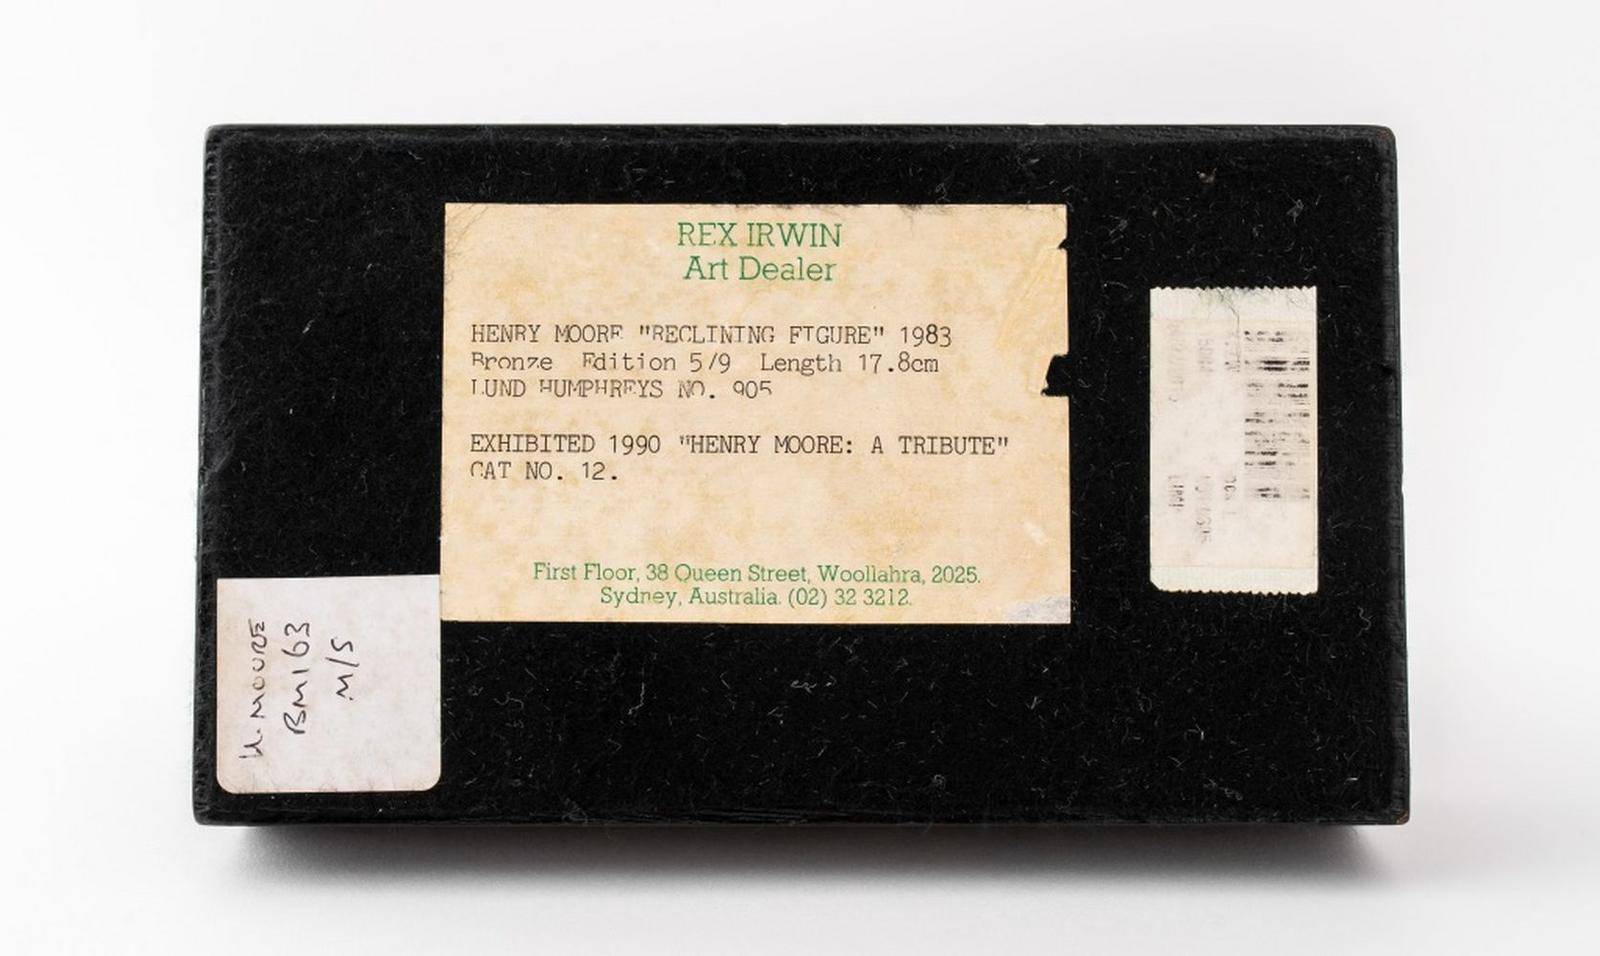 REX IRWIN
Art Dealer
HENRY MOORE "RECLINING FIGURE" 1983
Bronze Edition 5/9 Length 17.8cm
LUND HUMPHREYS NO. 905
EXHIBITED 1990 "HENRY MOORE: A TRIBUTE"
CAT NO. 12.
First Floor, 38 Queen Street, Woollahra, 2025.
Sydney, Australia. (02) 32 3212.
H. MOORE
BM163
M/S